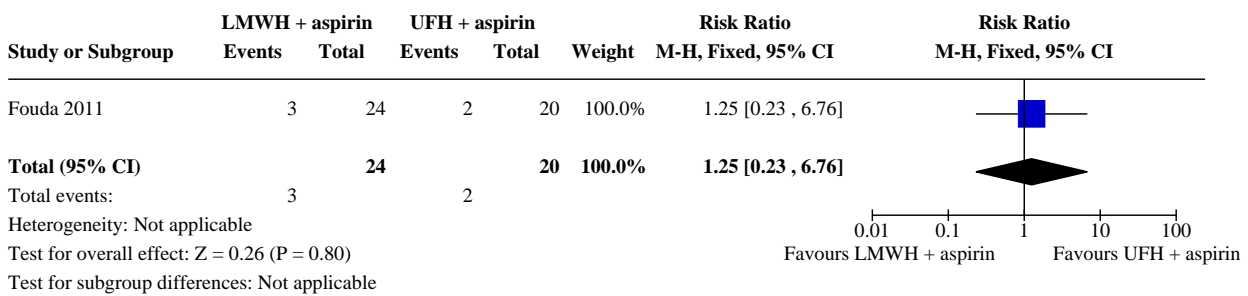 LMWH + aspirin UFH + aspirin Risk Ratio Risk Ratio
Study or Subgroup Events Total Events Total Weight M-H, Fixed, 95% CI M-H, Fixed, 95% CI
Fouda 2011 3 24 2 20 100.0% 1.25 [0.23 , 6.76]
Total (95% CI) 24 20 100.0% 1.25 [0.23 , 6.76]
Total events: 3 2
Heterogeneity: Not applicable 0.01 0.1 1 10 100
Test for overall effect: Z = 0.26 (P = 0.80) Favours LMWH + aspirin Favours UFH + aspirin
Test for subgroup differences: Not applicable